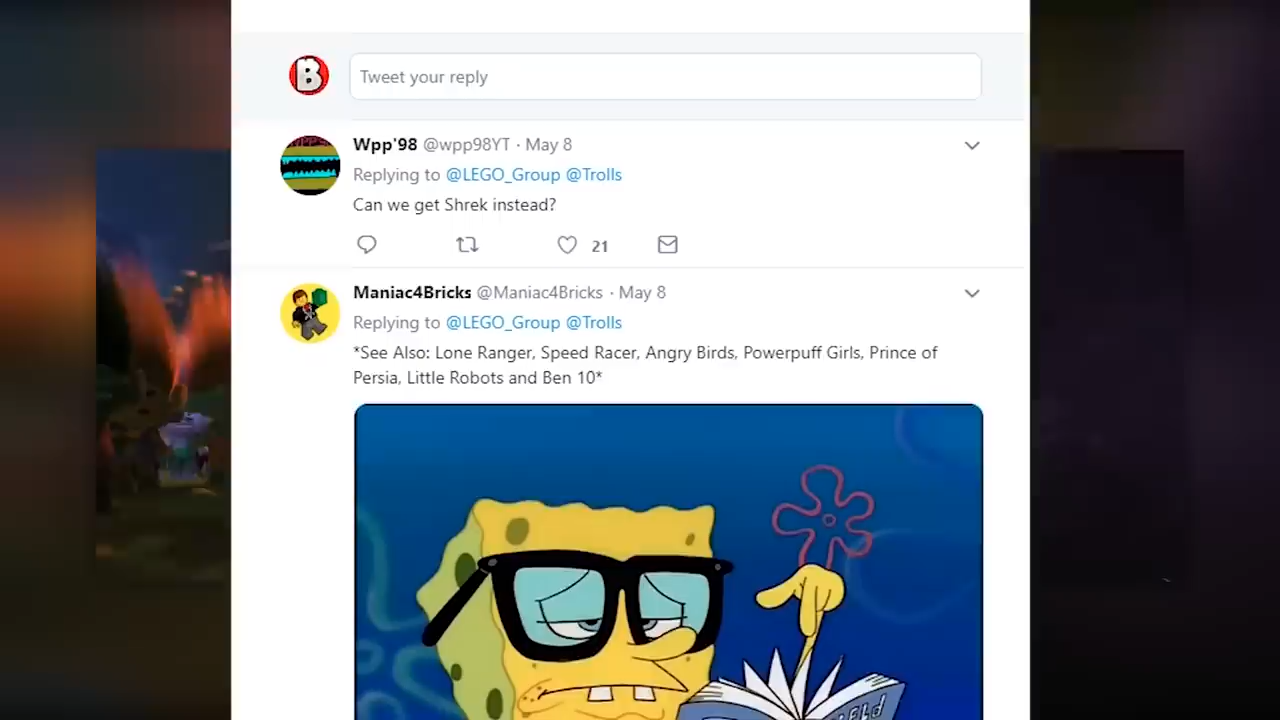 B
Tweet your reply
Wpp'98 @wpp98YT · May 8
Replying to @LEGO_Group @Trolls
Can we get Shrek instead?
21
Maniac4Bricks @Maniac4Bricks · May 8
Replying to @LEGO_Group @Trolls
*See Also: Lone Ranger, Speed Racer, Angry Birds, Powerpuff Girls, Prince of
Persia, Little Robots and Ben 10*